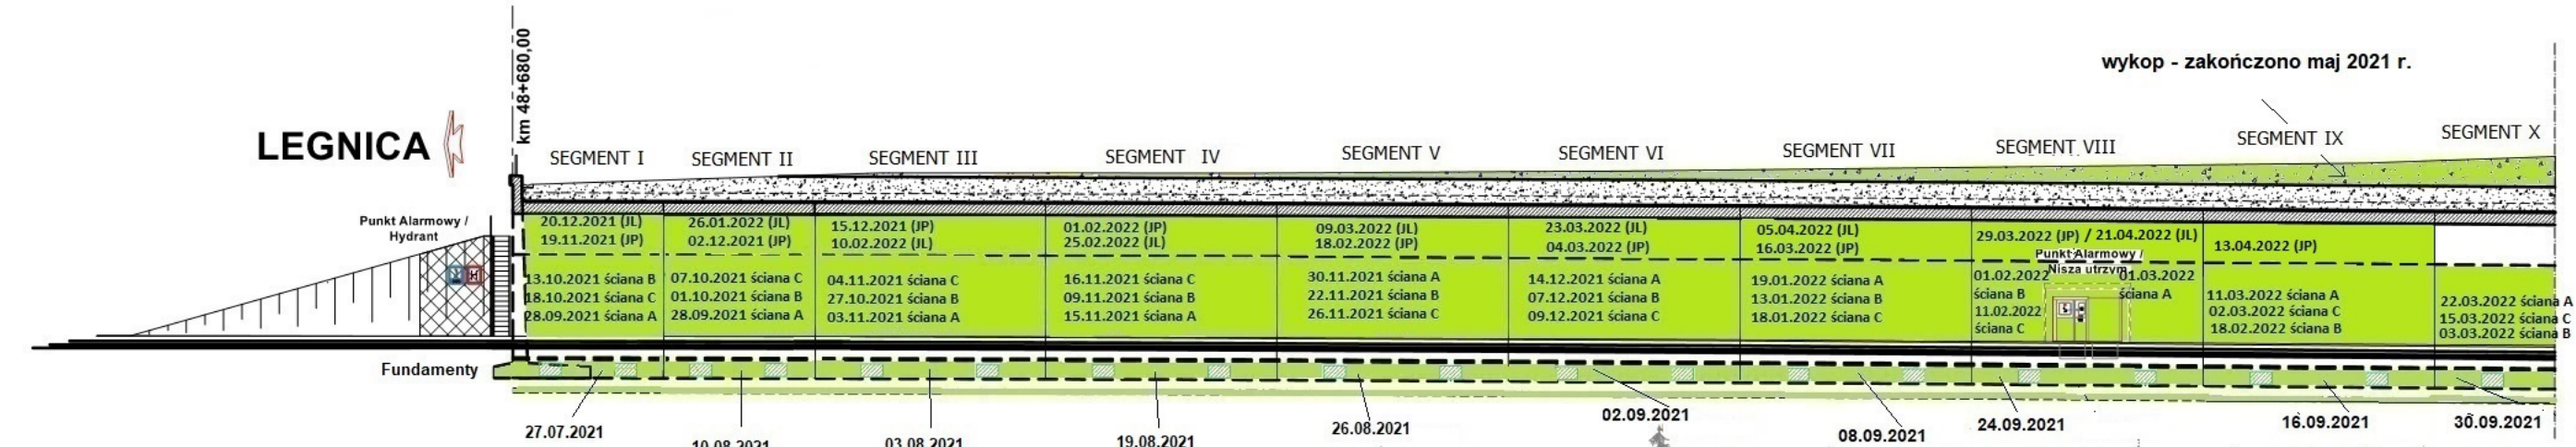 km 48+680,00
wykop - zakończono maj 2021 r.
LEGNICA
SEGMENT I
SEGMENT II
SEGMENT III
SEGMENT IV
SEGMENT V
SEGMENT VI
SEGMENT VII
SEGMENT VIII
SEGMENT IX
SEGMENT X
Punkt Alarmowy /
Hydrant
20.12.2021 (JL)
19.11.2021 (JP)
13.10.2021 ściana B
18.10.2021 ściana C
28.09.2021 ściana A
26.01.2022 (JL)
02.12.2021 (JP)
07.10.2021 ściana C
01.10.2021 ściana B
28.09.2021 ściana A
15.12.2021 (JP)
10.02.2022 (JL)
04.11.2021 ściana C
27.10.2021 ściana B
03.11.2021 ściana A
01.02.2022 (JP)
25.02.2022 (JL)
16.11.2021 ściana C
09.11.2021 ściana B
15.11.2021 ściana A
09.03.2022 (JL)
18.02.2022 (JP)
30.11.2021 ściana A
22.11.2021 ściana B
26.11.2021 ściana C
23.03.2022 (JL)
04.03.2022 (JP)
14.12.2021 ściana A
07.12.2021 ściana B
09.12.2021 ściana C
05.04.2022 (JL)
16.03.2022 (JP)
19.01.2022 ściana A
13.01.2022 ściana B
18.01.2022 ściana C
29.03.2022 (JP) / 21.04.2022 (JL)
Punkt Alarmowy /
Nisza utrzym.
01.02.2022
ściana B
11.02.2022
ściana C
01.03.2022
ściana A
13.04.2022 (JP)
11.03.2022 ściana A
02.03.2022 ściana C
18.02.2022 ściana B
22.03.2022 ściana A
15.03.2022 ściana C
03.03.2022 ściana B
Fundamenty
27.07.2021
10.08.2021
03.08.2021
19.08.2021
26.08.2021
02.09.2021
08.09.2021
24.09.2021
16.09.2021
30.09.2021